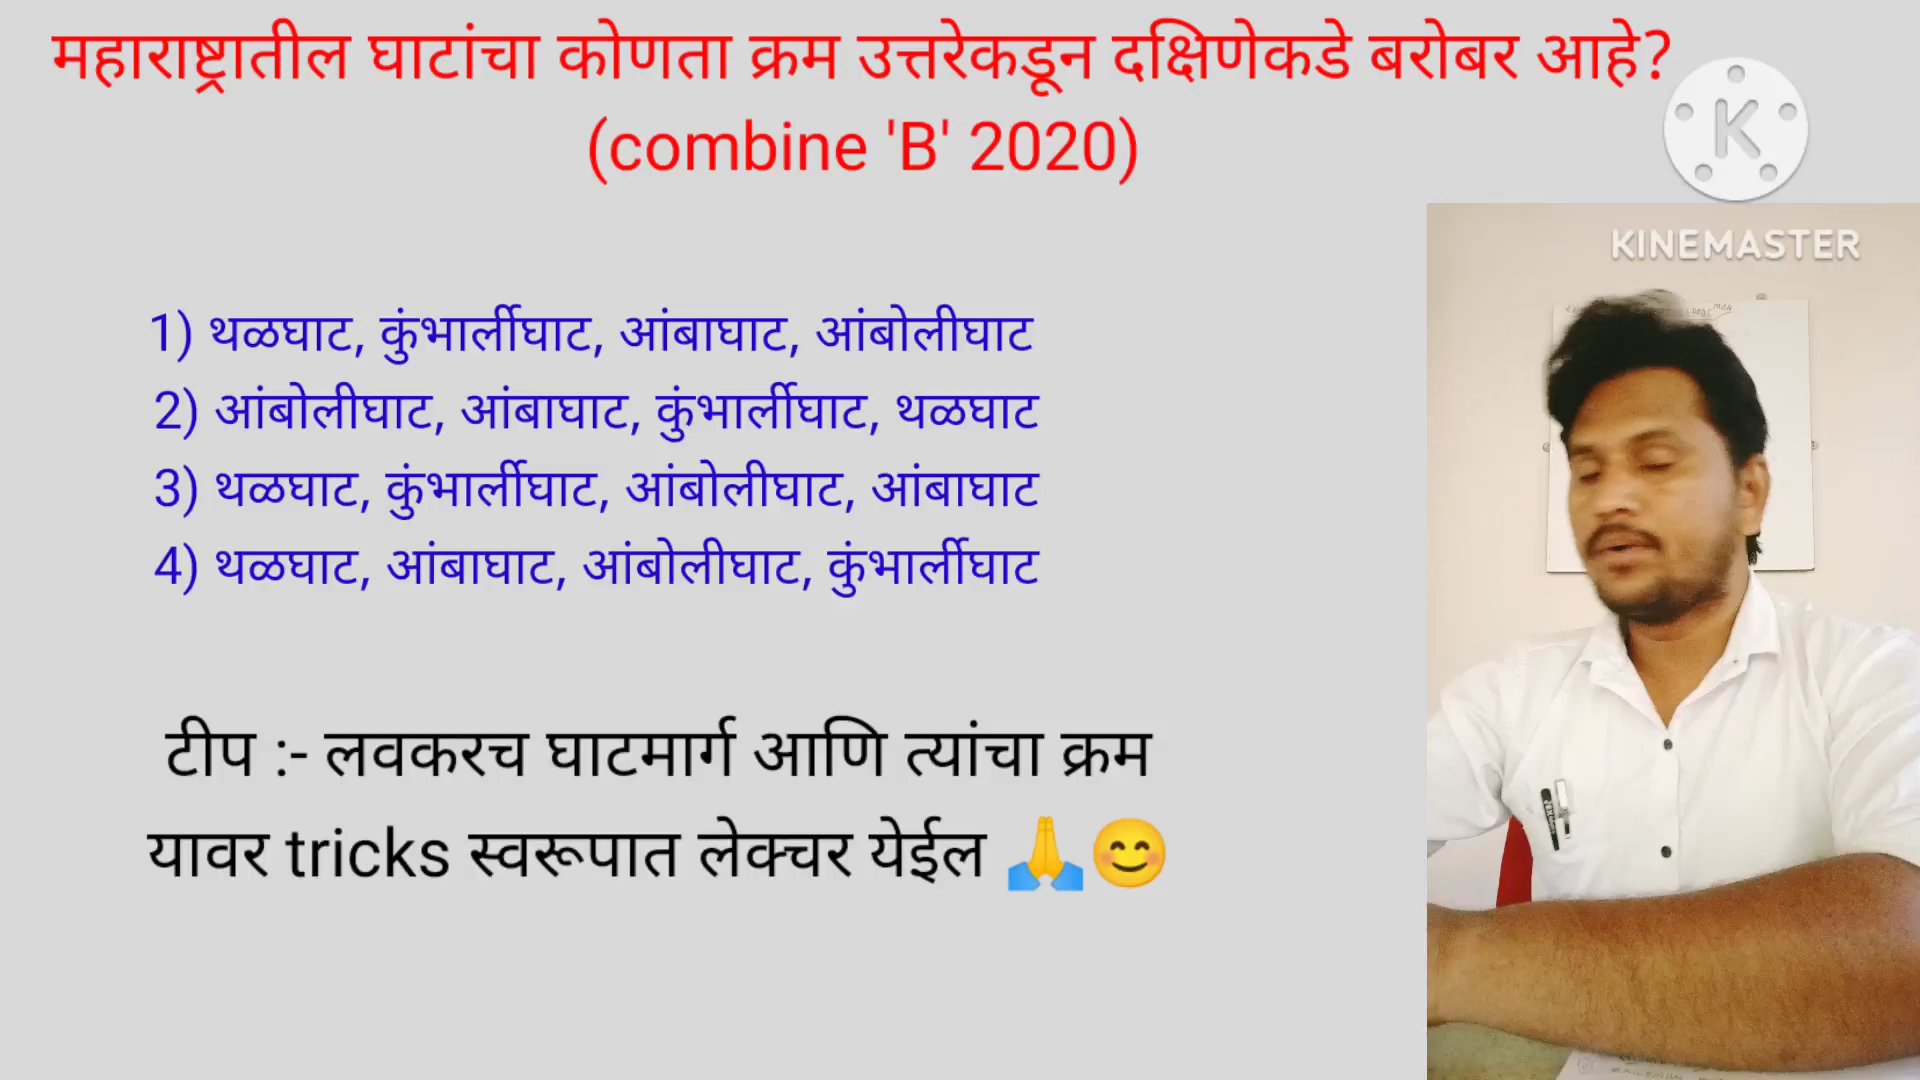 महाराष्ट्रातील घाटांचा कोणता क्रम उत्तरेकडून दक्षिणेकडे बरोबर आहे?
(combine 'B' 2020)
K
KINEMASTER
1) थळघाट, कुंभार्लीघाट, आंबाघाट, आंबोलीघाट
2) आंबोलीघाट, आंबाघाट, कुंभार्लीघाट, थळघाट
3) थळघाट, कुंभार्लीघाट, आंबोलीघाट, आंबाघाट
4) थळघाट, आंबाघाट, आंबोलीघाट, कुंभार्लीघाट
टीप :- लवकरच घाटमार्ग आणि त्यांचा क्रम
यावर tricks स्वरूपात लेक्चर येईल 🙏😊